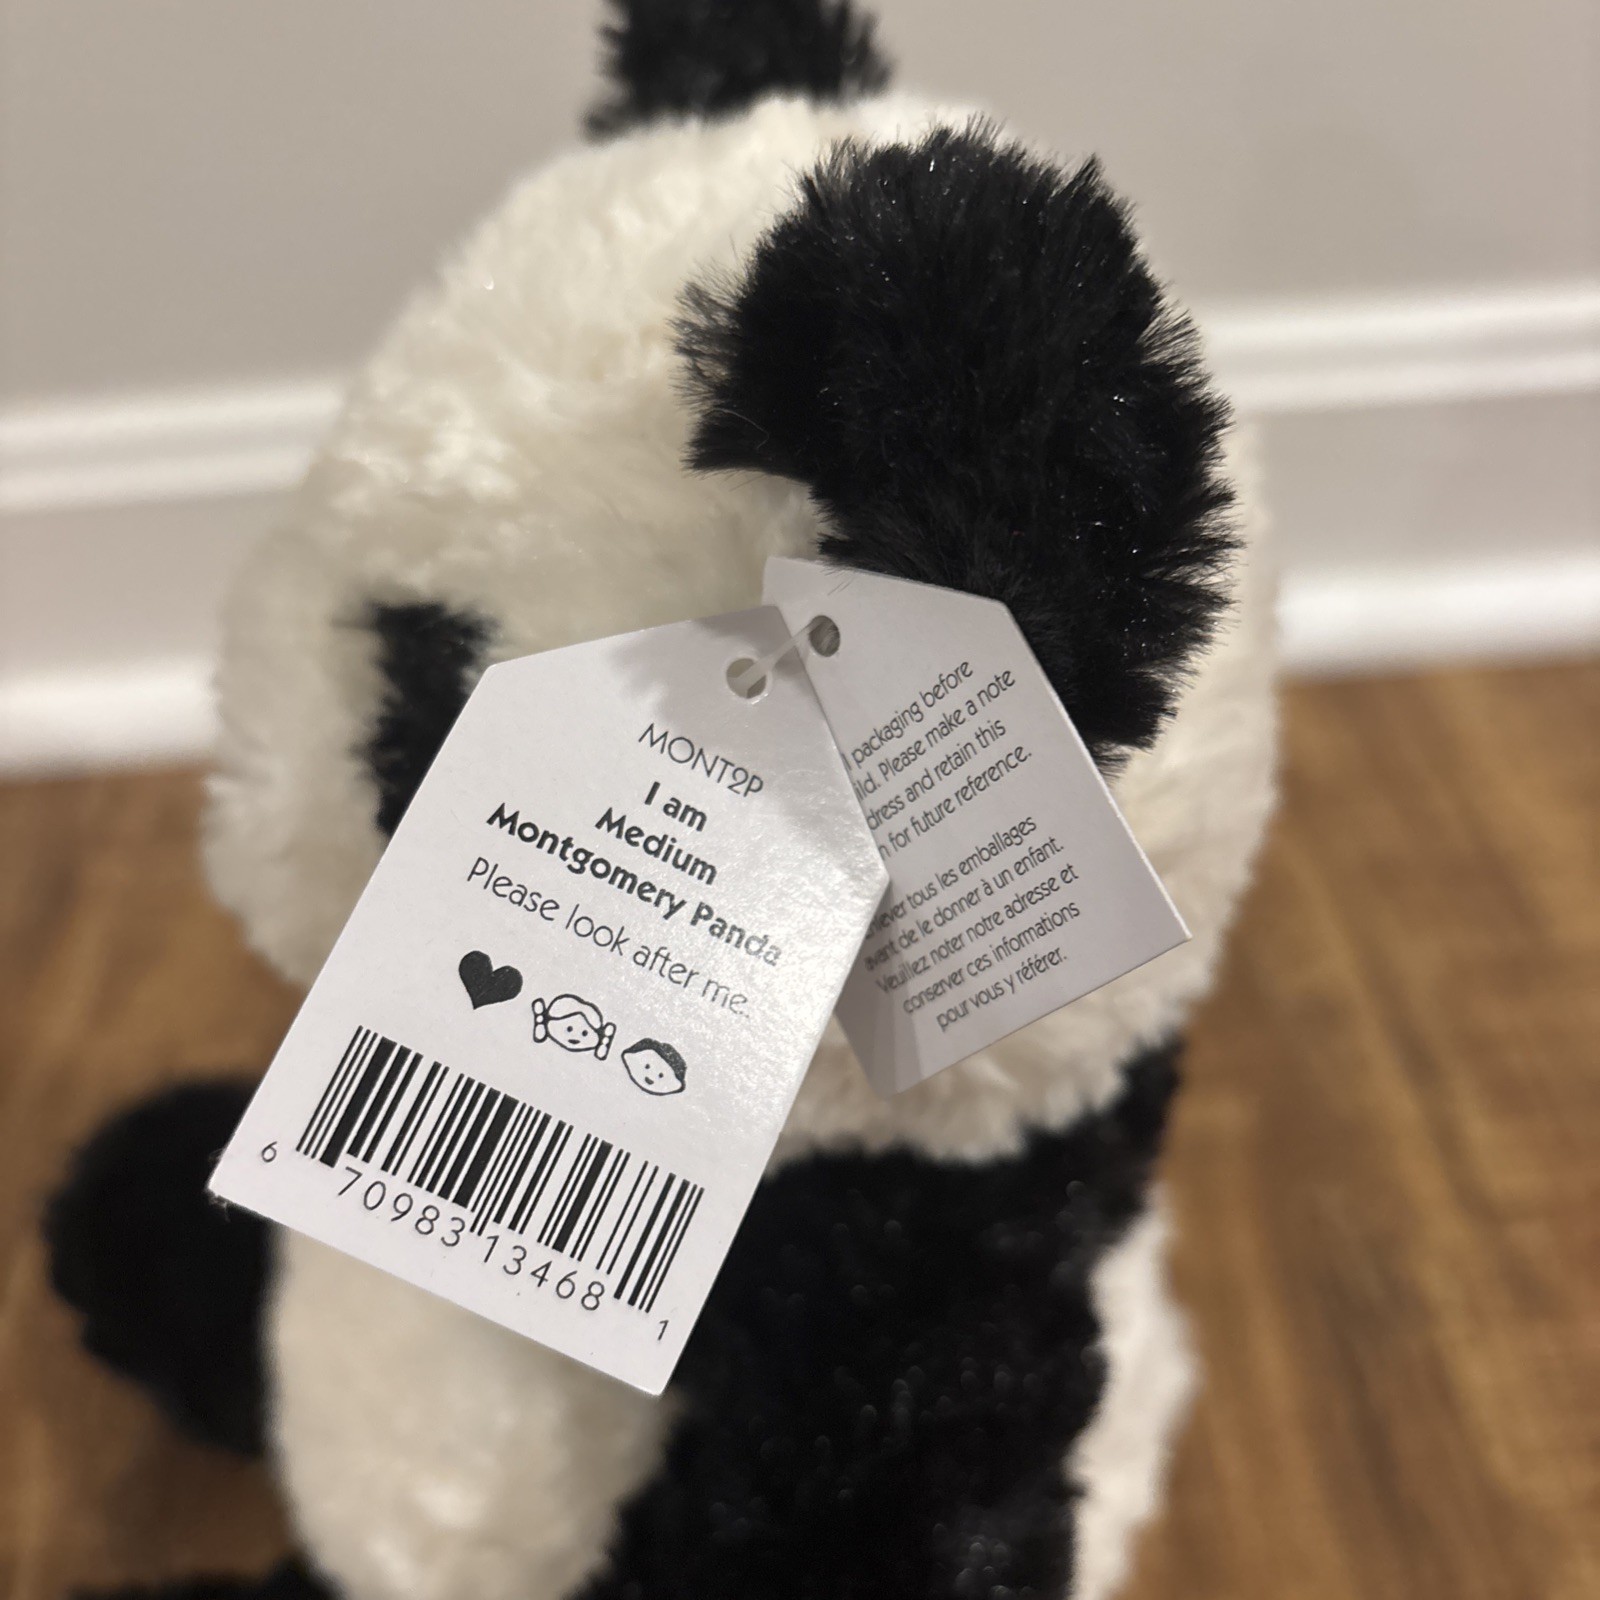 MONT2P
I am
Medium
Montgomery Panda
Please look after me..
6 70983 13468 1
packaging before
ild. Please make a note
dress and retain this
n for future reference.
lever tous les emballages
avant de le donner à un enfant.
Veuillez noter notre adresse et
conserver ces informations
pour vous y référer.